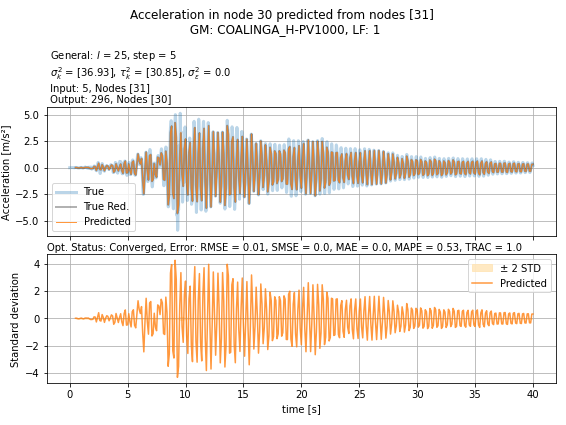 Acceleration in node 30 predicted from nodes [31]
GM: COALINGA_H-PV1000, LF: 1
General: l = 25, step = 5
σ²ₖ = [36.93], τ²ₖ = [30.85], σ²ε = 0.0
Input: 5, Nodes [31]
Output: 296, Nodes [30]
Acceleration [m/s²]
5.0
2.5
0.0
−2.5
−5.0
True
True Red.
Predicted
Opt. Status: Converged, Error: RMSE = 0.01, SMSE = 0.0, MAE = 0.0, MAPE = 0.53, TRAC = 1.0
Standard deviation
4
2
0
−2
−4
± 2 STD
Predicted
0 5 10 15 20 25 30 35 40
time [s]